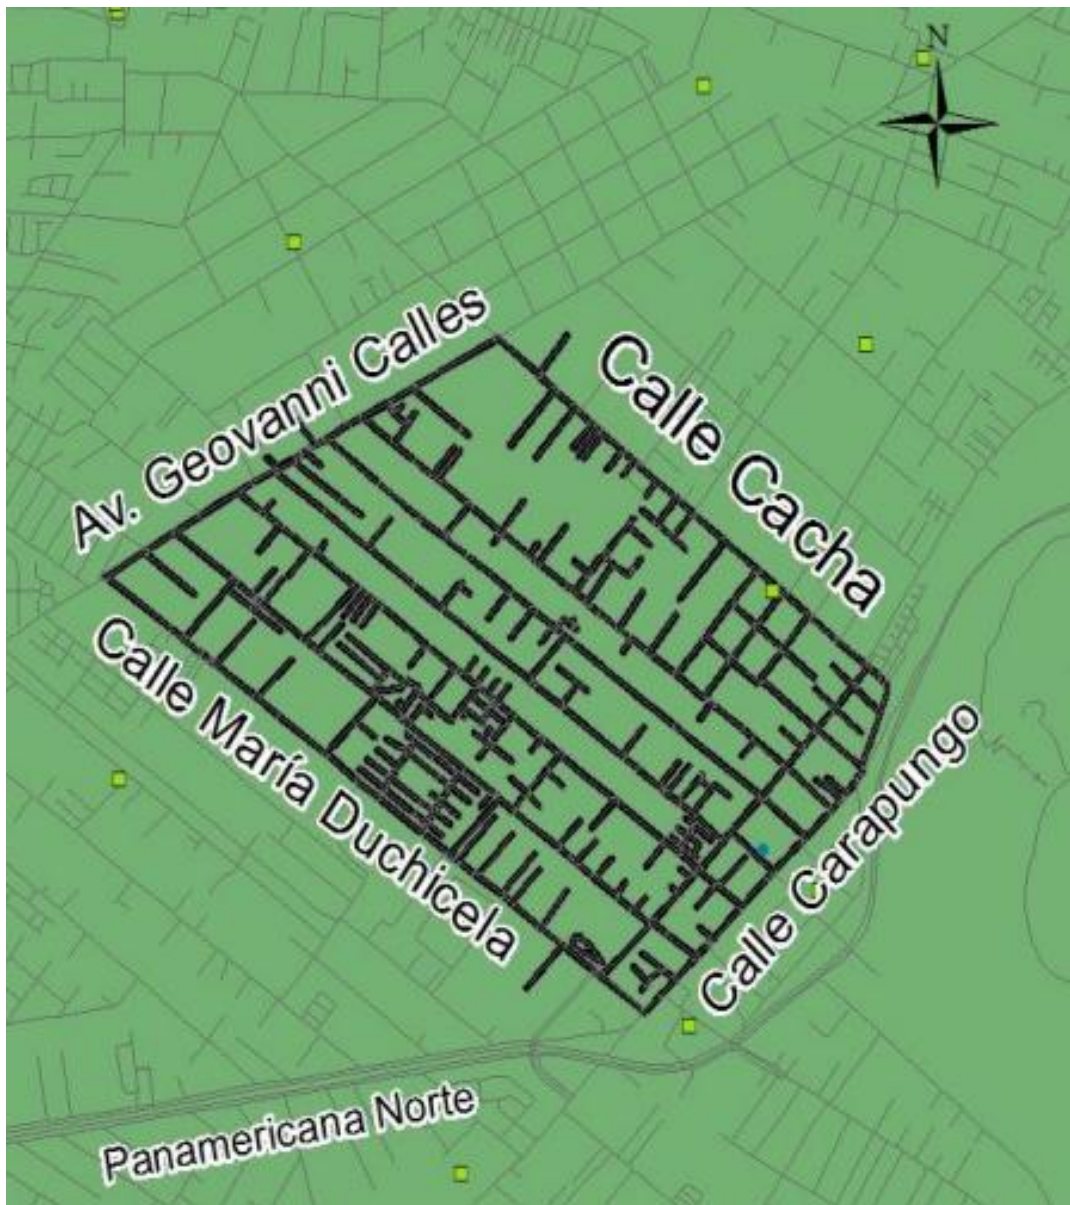 N
Av. Geovanni Calles
Calle Cacha
Calle María Duchicela
Calle Carapungo
Panamericana Norte